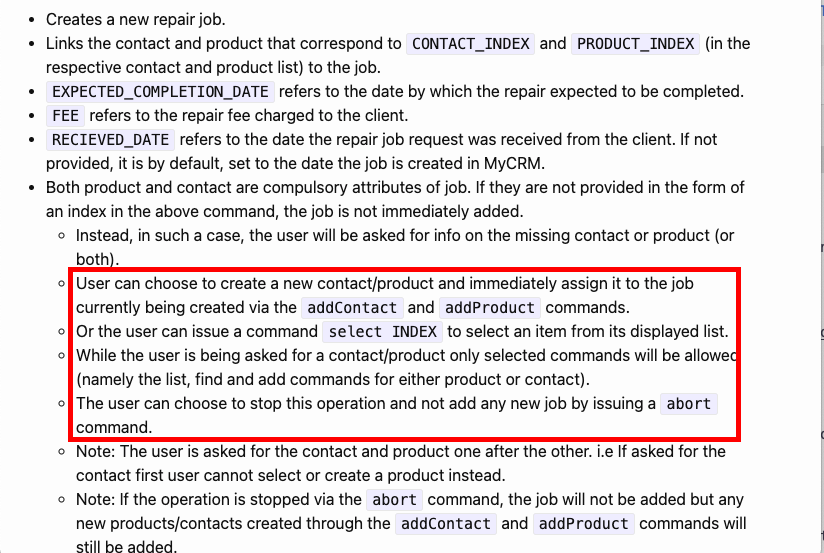 Creates a new repair job.
Links the contact and product that correspond to CONTACT_INDEX and PRODUCT_INDEX (in the
respective contact and product list) to the job.
EXPECTED_COMPLETION_DATE refers to the date by which the repair expected to be completed.
FEE refers to the repair fee charged to the client.
RECIEVED_DATE refers to the date the repair job request was received from the client. If not
provided, it is by default, set to the date the job is created in MyCRM.
Both product and contact are compulsory attributes of job. If they are not provided in the form of
an index in the above command, the job is not immediately added.
Instead, in such a case, the user will be asked for info on the missing contact or product (or
both).
User can choose to create a new contact/product and immediately assign it to the job
currently being created via the addContact and addProduct commands.
Or the user can issue a command select INDEX to select an item from its displayed list.
While the user is being asked for a contact/product only selected commands will be allowed
(namely the list, find and add commands for either product or contact).
The user can choose to stop this operation and not add any new job by issuing a abort
command.
Note: The user is asked for the contact and product one after the other. i.e If asked for the
contact first user cannot select or create a product instead.
Note: If the operation is stopped via the abort command, the job will not be added but any
new products/contacts created through the addContact and addProduct commands will
still be added.